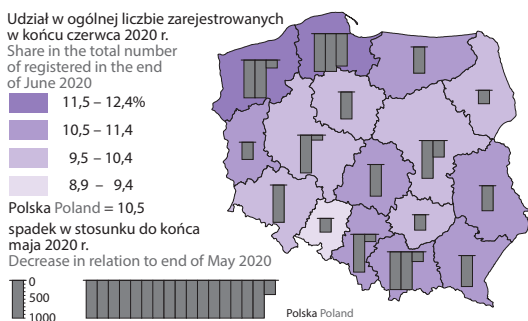 Udział w ogólnej liczbie zarejestrowanych
w końcu czerwca 2020 r.
Share in the total number
of registered in the end
of June 2020
11,5 – 12,4%
10,5 – 11,4
9,5 – 10,4
8,9 – 9,4
Polska Poland = 10,5
spadek w stosunku do końca
maja 2020 r.
Decrease in relation to end of May 2020
0
500
1000
Polska Poland